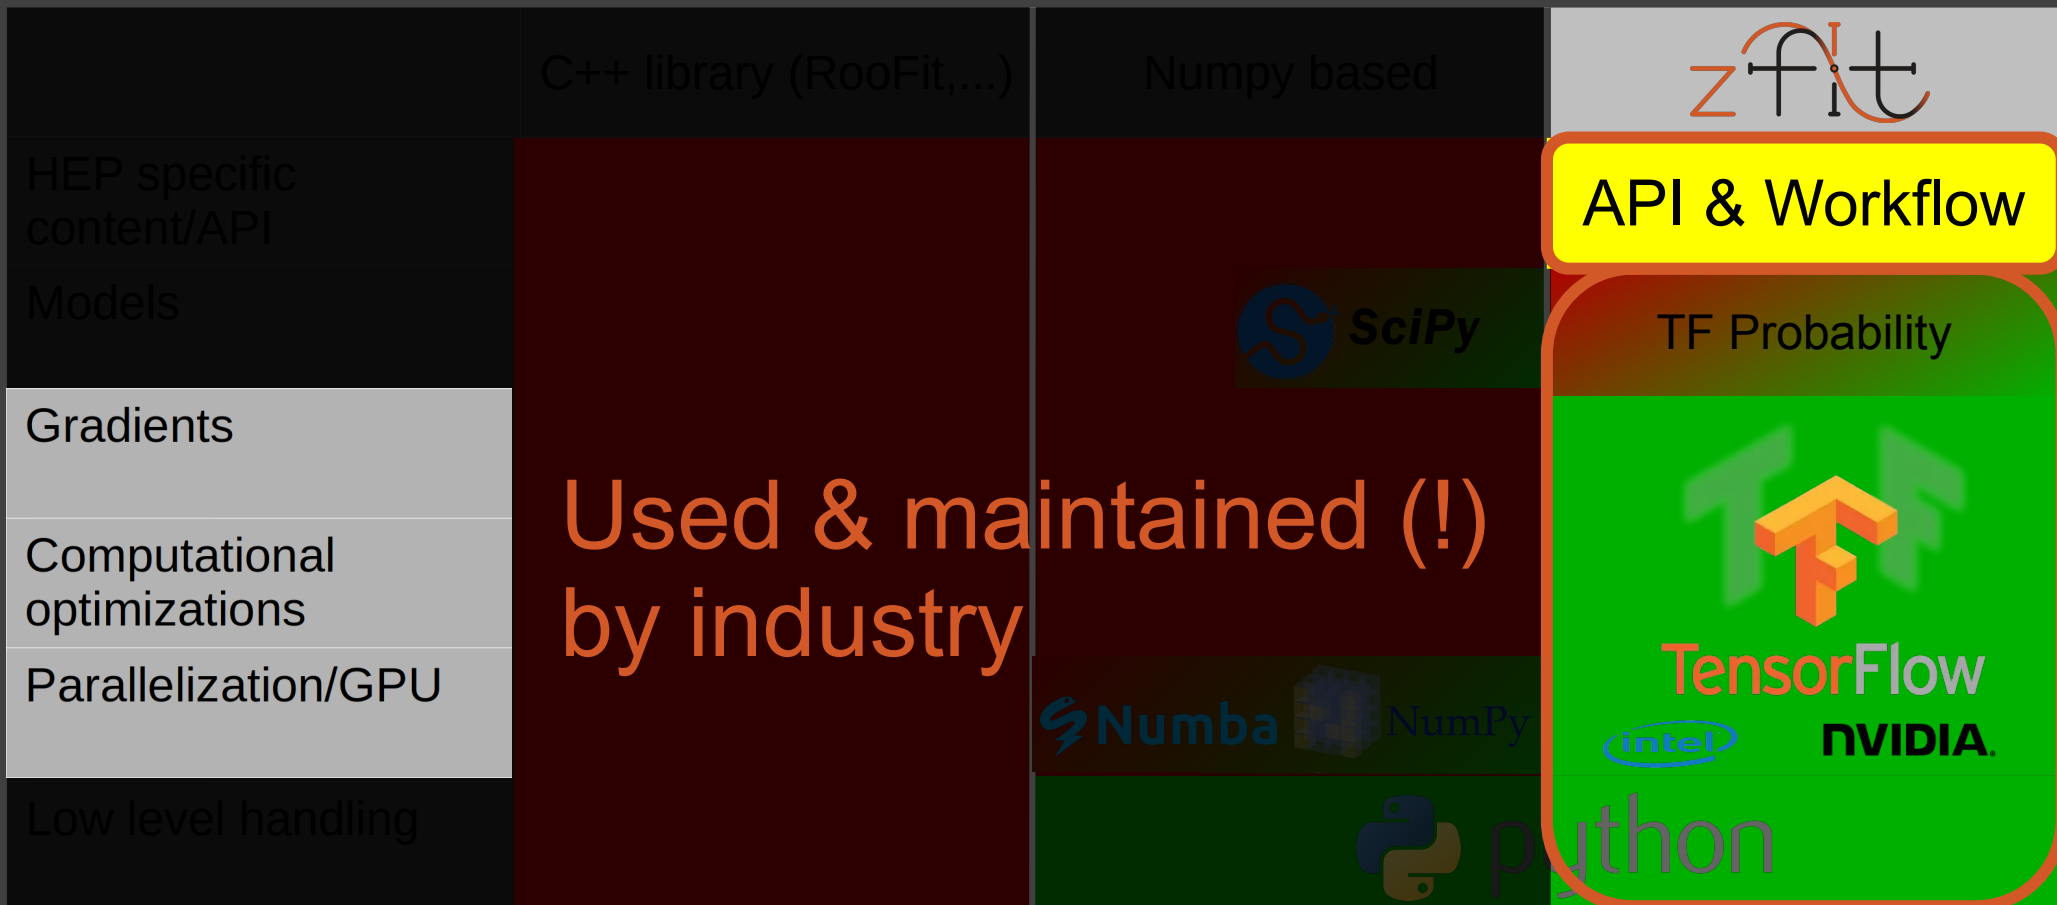 C++ library (RooFit,...)
Numpy based
zfit
HEP specific
content/API
API & Workflow
Models
SciPy
TF Probability
Gradients
Used & maintained (!)
by industry
Computational
optimizations
TensorFlow
Parallelization/GPU
Numba
NumPy
intel
NVIDIA.
Low level handling
python